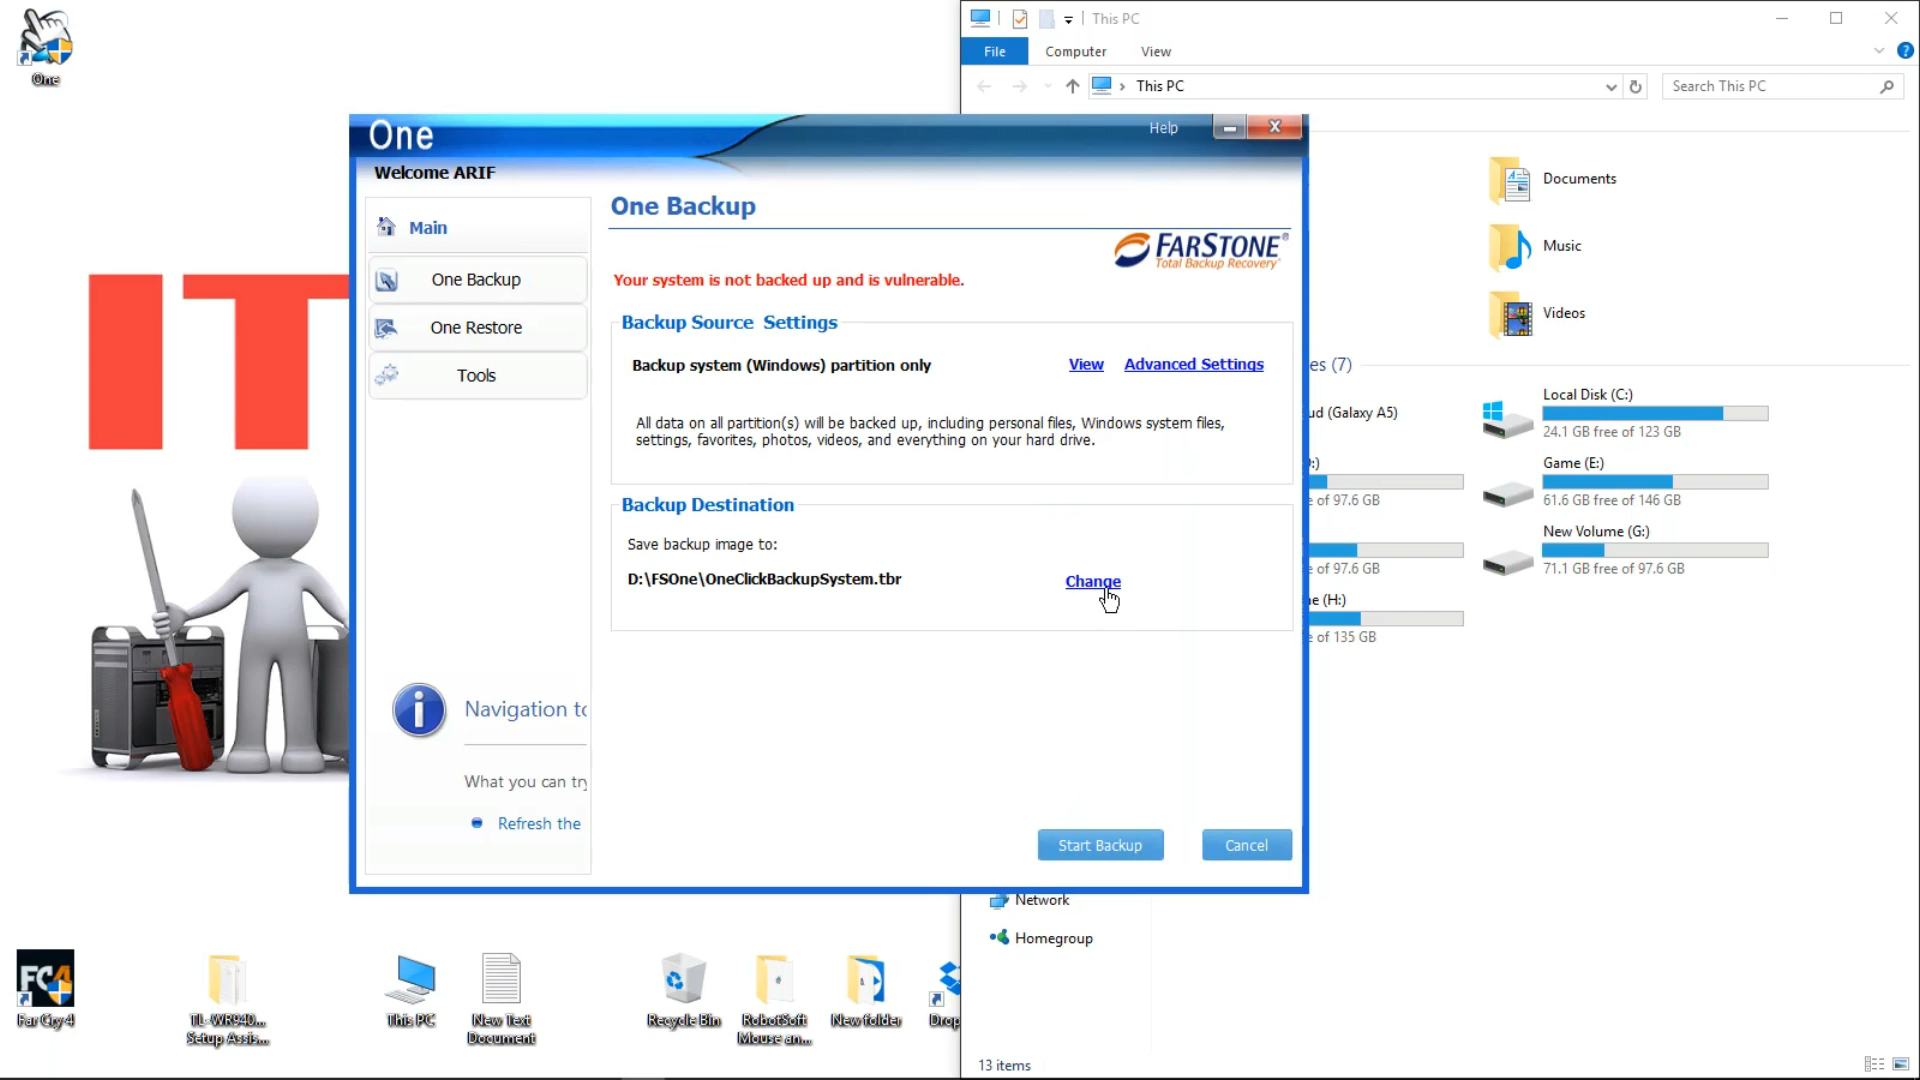 One
IT
This PC
File
Computer
View
This PC
Search This PC
One
Help
Welcome ARIF
Main
One Backup
One Restore
Tools
Navigation to
What you can try
Refresh the
One Backup
FARSTONE®
Total Backup Recovery
Your system is not backed up and is vulnerable.
Backup Source Settings
Backup system (Windows) partition only
View
Advanced Settings
All data on all partition(s) will be backed up, including personal files, Windows system files,
settings, favorites, photos, videos, and everything on your hard drive.
Backup Destination
Save backup image to:
D:\FSOne\OneClickBackupSystem.tbr
Change
Start Backup
Cancel
Documents
Music
Videos
es (7)
ud (Galaxy A5)
Local Disk (C:)
24.1 GB free of 123 GB
:)
e of 97.6 GB
Game (E:)
61.6 GB free of 146 GB
e of 97.6 GB
New Volume (G:)
71.1 GB free of 97.6 GB
e (H:)
e of 135 GB
Network
Homegroup
13 items
FC4
Far Cry 4
TL-WR940...
Setup Assis...
This PC
New Text
Document
Recycle Bin
RobotSoft
Mouse an...
New folder
Drop